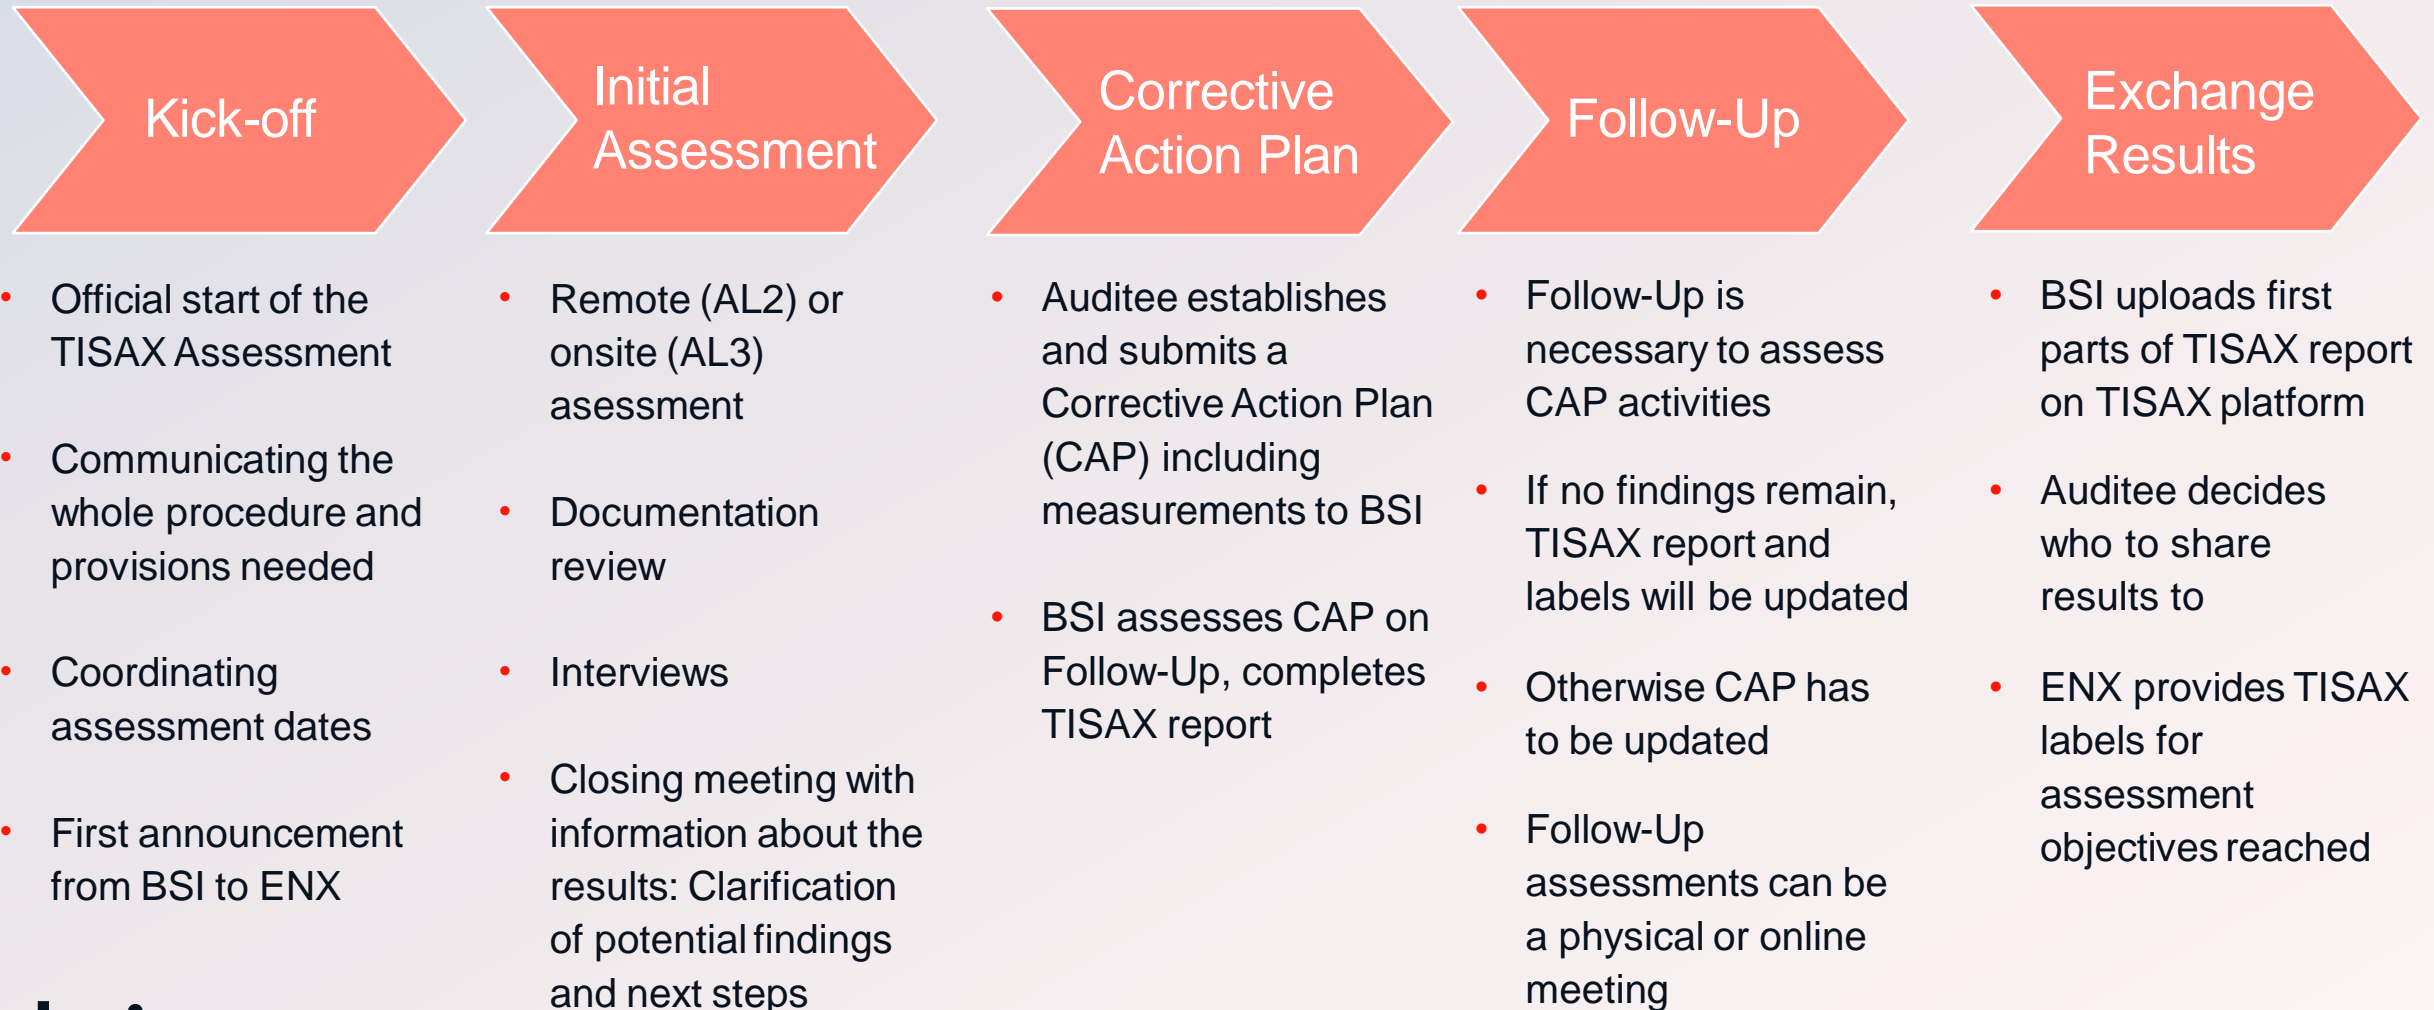 Kick-off
Initial
Assessment
Corrective
Action Plan
Follow-Up
Exchange
Results
• Official start of the
TISAX Assessment
• Communicating the
whole procedure and
provisions needed
• Coordinating
assessment dates
• First announcement
from BSI to ENX
• Remote (AL2) or
onsite (AL3)
asessment
• Documentation
review
• Interviews
• Closing meeting with
information about the
results: Clarification
of potential findings
and next steps
• Auditee establishes
and submits a
Corrective Action Plan
(CAP) including
measurements to BSI
• BSI assesses CAP on
Follow-Up, completes
TISAX report
• Follow-Up is
necessary to assess
CAP activities
• If no findings remain,
TISAX report and
labels will be updated
• Otherwise CAP has
to be updated
• Follow-Up
assessments can be
a physical or online
meeting
• BSI uploads first
parts of TISAX report
on TISAX platform
• Auditee decides
who to share
results to
• ENX provides TISAX
labels for
assessment
objectives reached